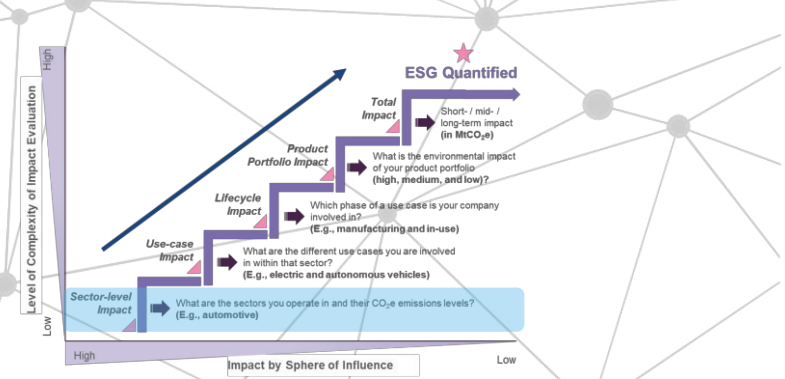 High
Level of Complexity of Impact Evaluation
Low
ESG Quantified
Total
Impact
Short- / mid- /
long-term impact
(in MtCO₂e)
Product
Portfolio Impact
What is the environmental impact
of your product portfolio
(high, medium, and low)?
Lifecycle
Impact
Which phase of a use case is your company
involved in?
(E.g., manufacturing and in-use)
Use-case
Impact
What are the different use cases you are involved
in within that sector?
(E.g., electric and autonomous vehicles)
Sector-level
Impact
What are the sectors you operate in and their CO₂e emissions levels?
(E.g., automotive)
High
Impact by Sphere of Influence
Low